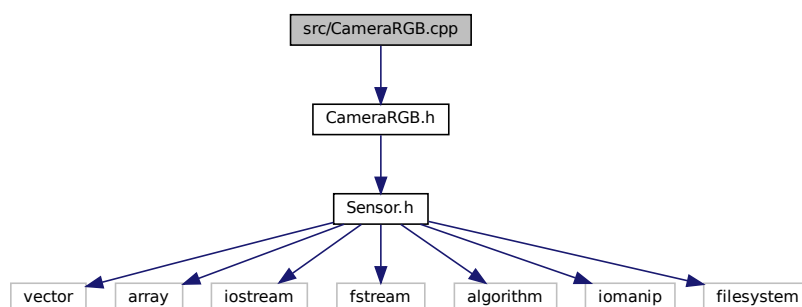 src/CameraRGB.cpp
CameraRGB.h
Sensor.h
vector array iostream fstream algorithm iomanip filesystem